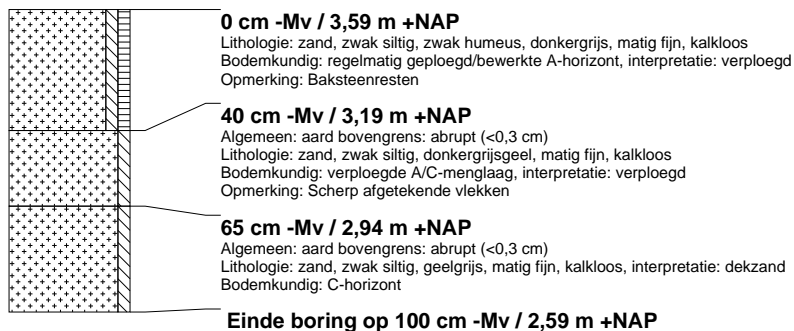 0 cm -Mv / 3,59 m +NAP
Lithologie: zand, zwak siltig, zwak humeus, donkergrijs, matig fijn, kalkloos
Bodemkundig: regelmatig geploegd/bewerkte A-horizont, interpretatie: verploegd
Opmerking: Baksteenresten
40 cm -Mv / 3,19 m +NAP
Algemeen: aard bovengrens: abrupt (<0,3 cm)
Lithologie: zand, zwak siltig, donkergrijsgeel, matig fijn, kalkloos
Bodemkundig: verploegde A/C-menglaag, interpretatie: verploegd
Opmerking: Scherp afgetekende vlekken
65 cm -Mv / 2,94 m +NAP
Algemeen: aard bovengrens: abrupt (<0,3 cm)
Lithologie: zand, zwak siltig, geelgrijs, matig fijn, kalkloos, interpretatie: dekzand
Bodemkundig: C-horizont
Einde boring op 100 cm -Mv / 2,59 m +NAP